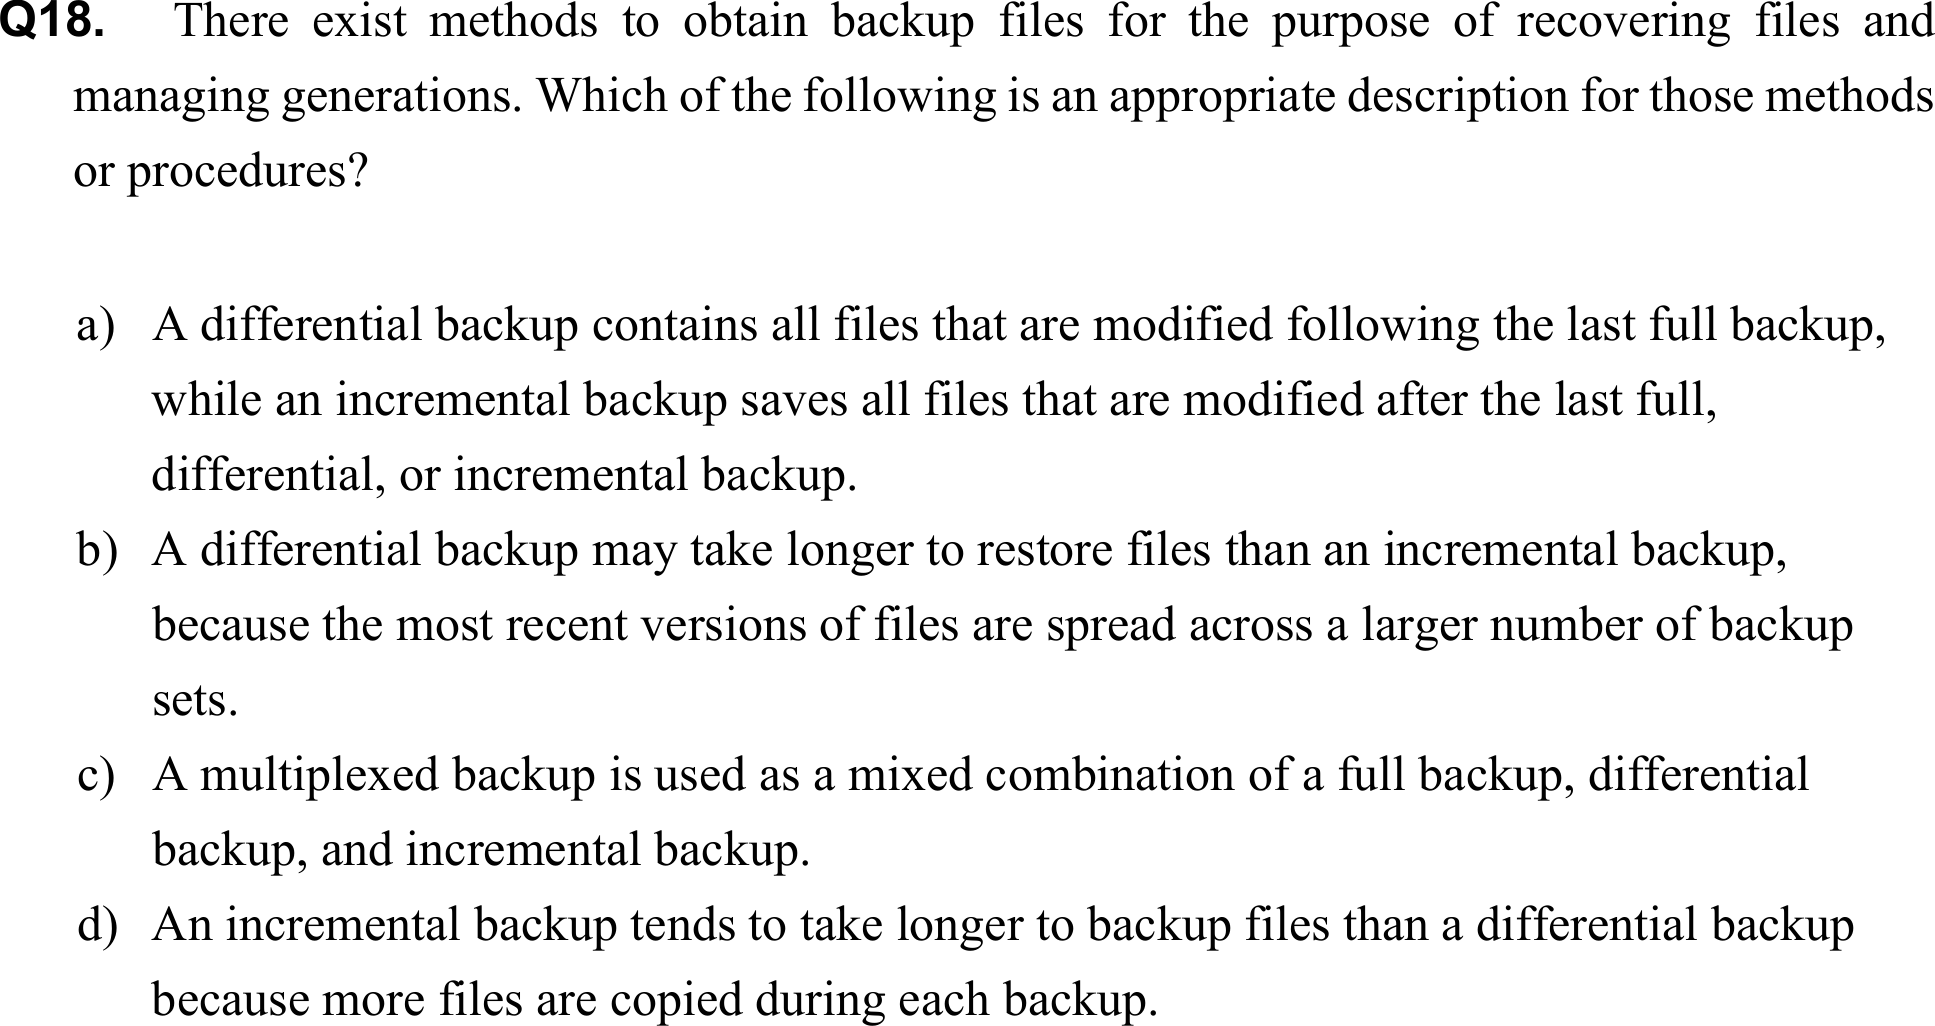 Q18. There exist methods to obtain backup files for the purpose of recovering files and
managing generations. Which of the following is an appropriate description for those methods
or procedures?
a) A differential backup contains all files that are modified following the last full backup,
while an incremental backup saves all files that are modified after the last full,
differential, or incremental backup.
b) A differential backup may take longer to restore files than an incremental backup,
because the most recent versions of files are spread across a larger number of backup
sets.
c) A multiplexed backup is used as a mixed combination of a full backup, differential
backup, and incremental backup.
d) An incremental backup tends to take longer to backup files than a differential backup
because more files are copied during each backup.